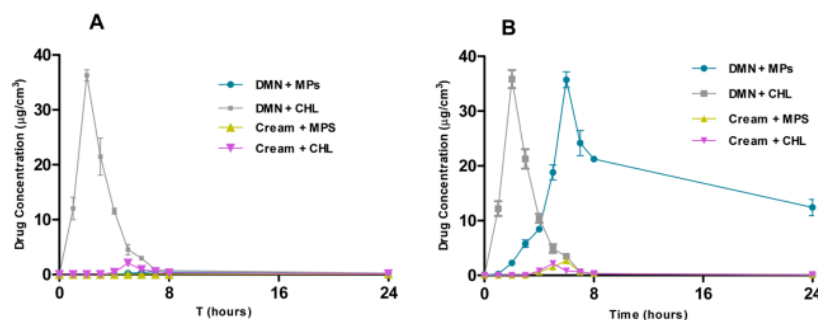 A
Drug Concentration (µg/cm³)
40
30
20
10
0
0
8
16
24
T (hours)
DMN + MPs
DMN + CHL
Cream + MPS
Cream + CHL
B
Drug Concentration (µg/cm³)
40
30
20
10
0
0
8
16
24
Time (hours)
DMN + MPs
DMN + CHL
Cream + MPS
Cream + CHL